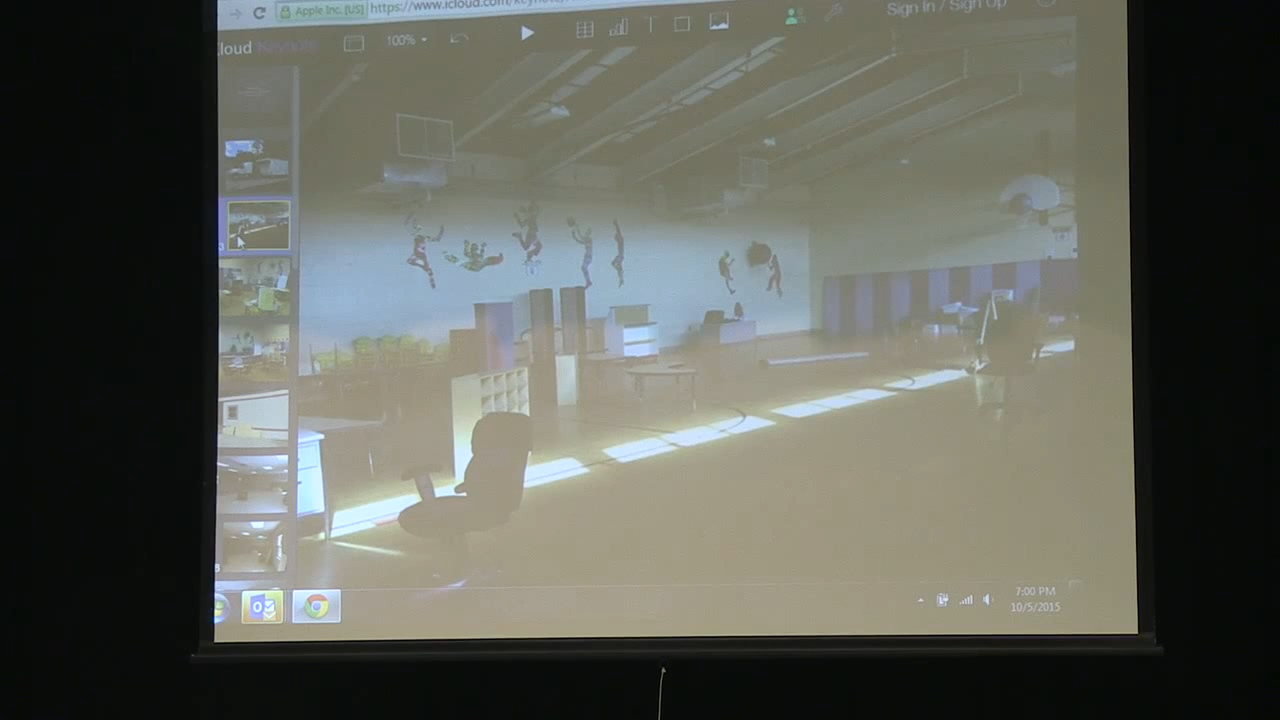 Apple Inc. [US] https://www.icloud.com/keynote/
iCloud Keynote 100% Sign In / Sign Up
7:00 PM
10/5/2015